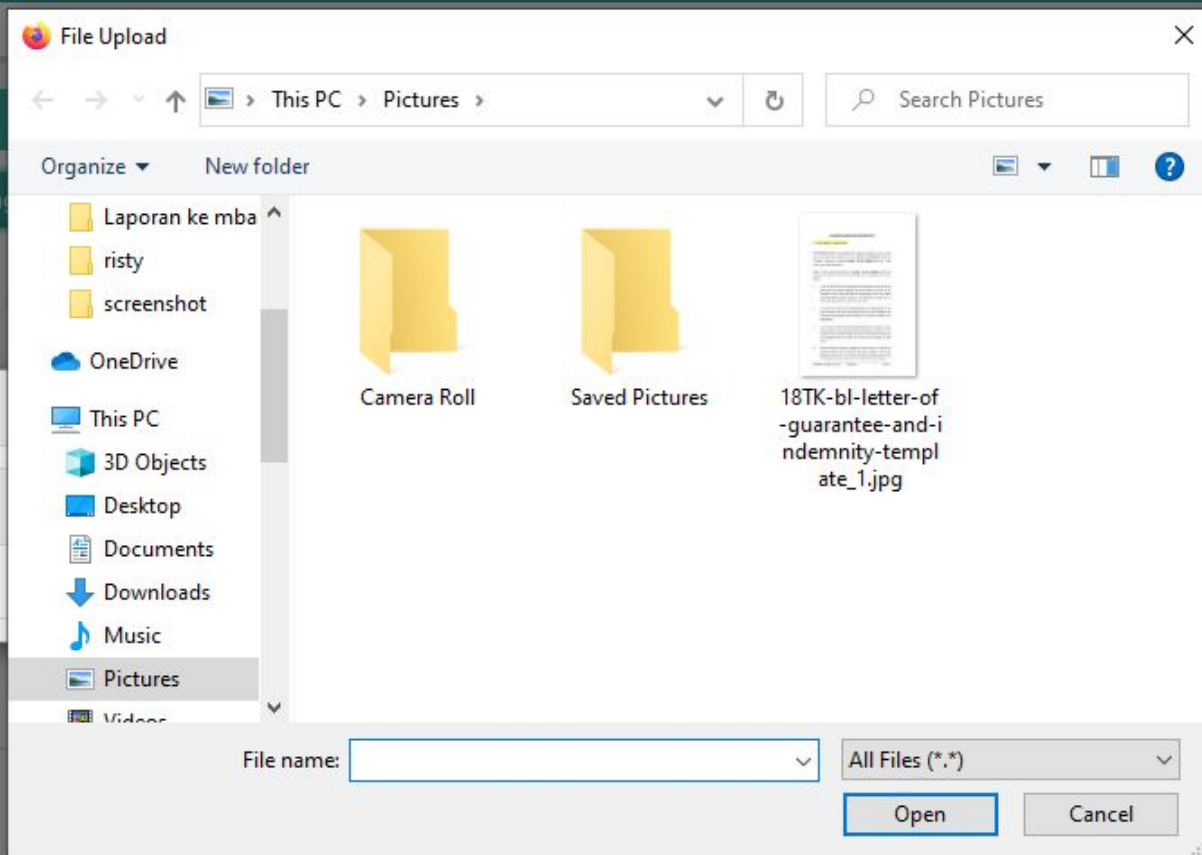 File Upload
This PC > Pictures >
Search Pictures
Organize
New folder
Laporan ke mba
risty
screenshot
OneDrive
This PC
3D Objects
Desktop
Documents
Downloads
Music
Pictures
Videos
Camera Roll
Saved Pictures
18TK-bl-letter-of
-guarantee-and-i
ndemnity-templ
ate_1.jpg
File name:
All Files (*.*)
Open
Cancel